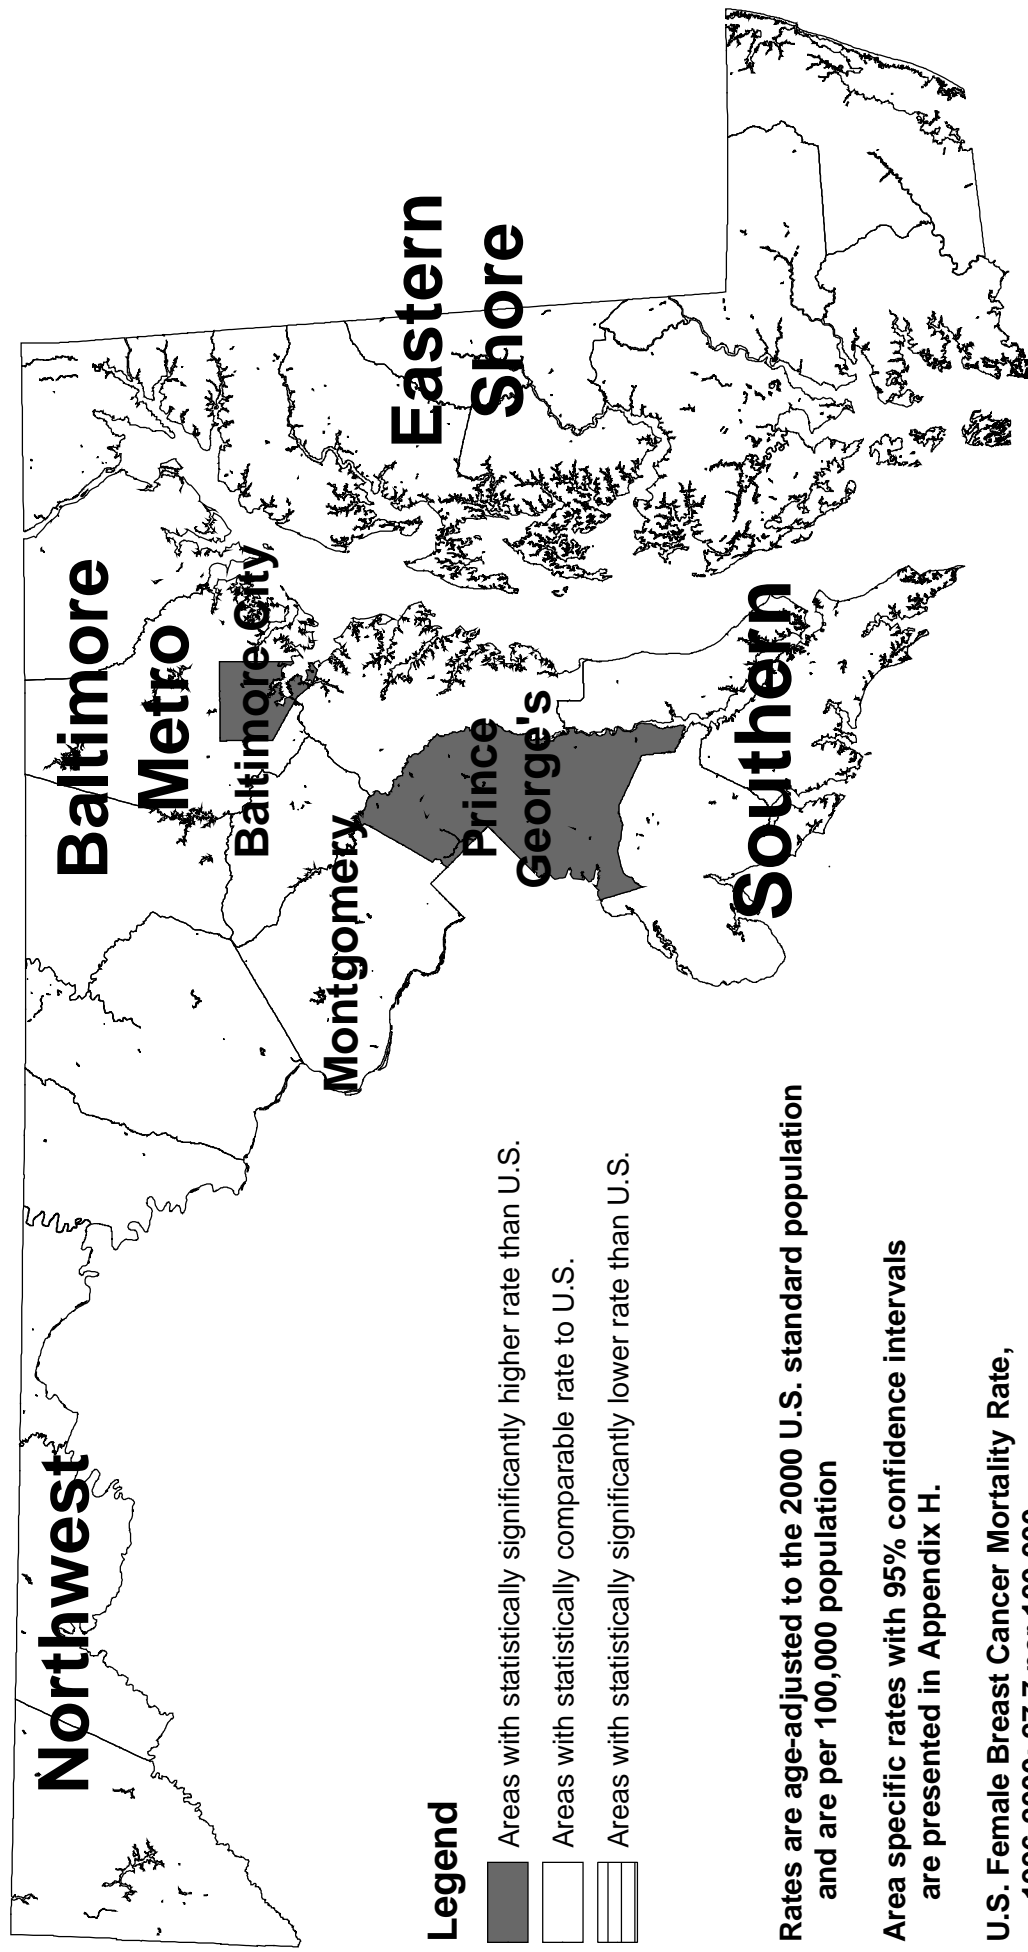 Northwest
Baltimore
Metro
Baltimore City
Montgomery
Prince
George's
Eastern
Shore
Southern
Legend
Areas with statistically significantly higher rate than U.S.
Areas with statistically comparable rate to U.S.
Areas with statistically significantly lower rate than U.S.
Rates are age-adjusted to the 2000 U.S. standard population
and are per 100,000 population
Area specific rates with 95% confidence intervals
are presented in Appendix H.
U.S. Female Breast Cancer Mortality Rate,